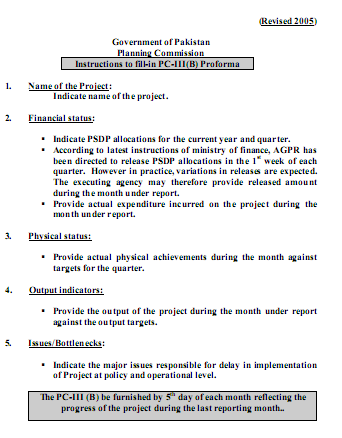 (Revised 2005)
Government of Pakistan
Planning Commission
Instructions to fill-in PC-III(B) Proforma
1. Name of the Project:
Indicate name of the project.
2. Financial status:
▪ Indicate PSDP allocations for the current year and quarter.
▪ According to latest instructions of ministry of finance, AGPR has
been directed to release PSDP allocations in the 1st week of each
quarter. However in practice, variations in releases are expected.
The executing agency may therefore provide released amount
during the month under report.
▪ Provide actual expenditure incurred on the project during the
month under report.
3. Physical status:
▪ Provide actual physical achievements during the month against
targets for the quarter.
4. Output indicators:
▪ Provide the output of the project during the month under report
against the output targets.
5. Issues/Bottlenecks:
▪ Indicate the major issues responsible for delay in implementation
of Project at policy and operational level.
The PC-III (B) be furnished by 5th day of each month reflecting the
progress of the project during the last reporting month..